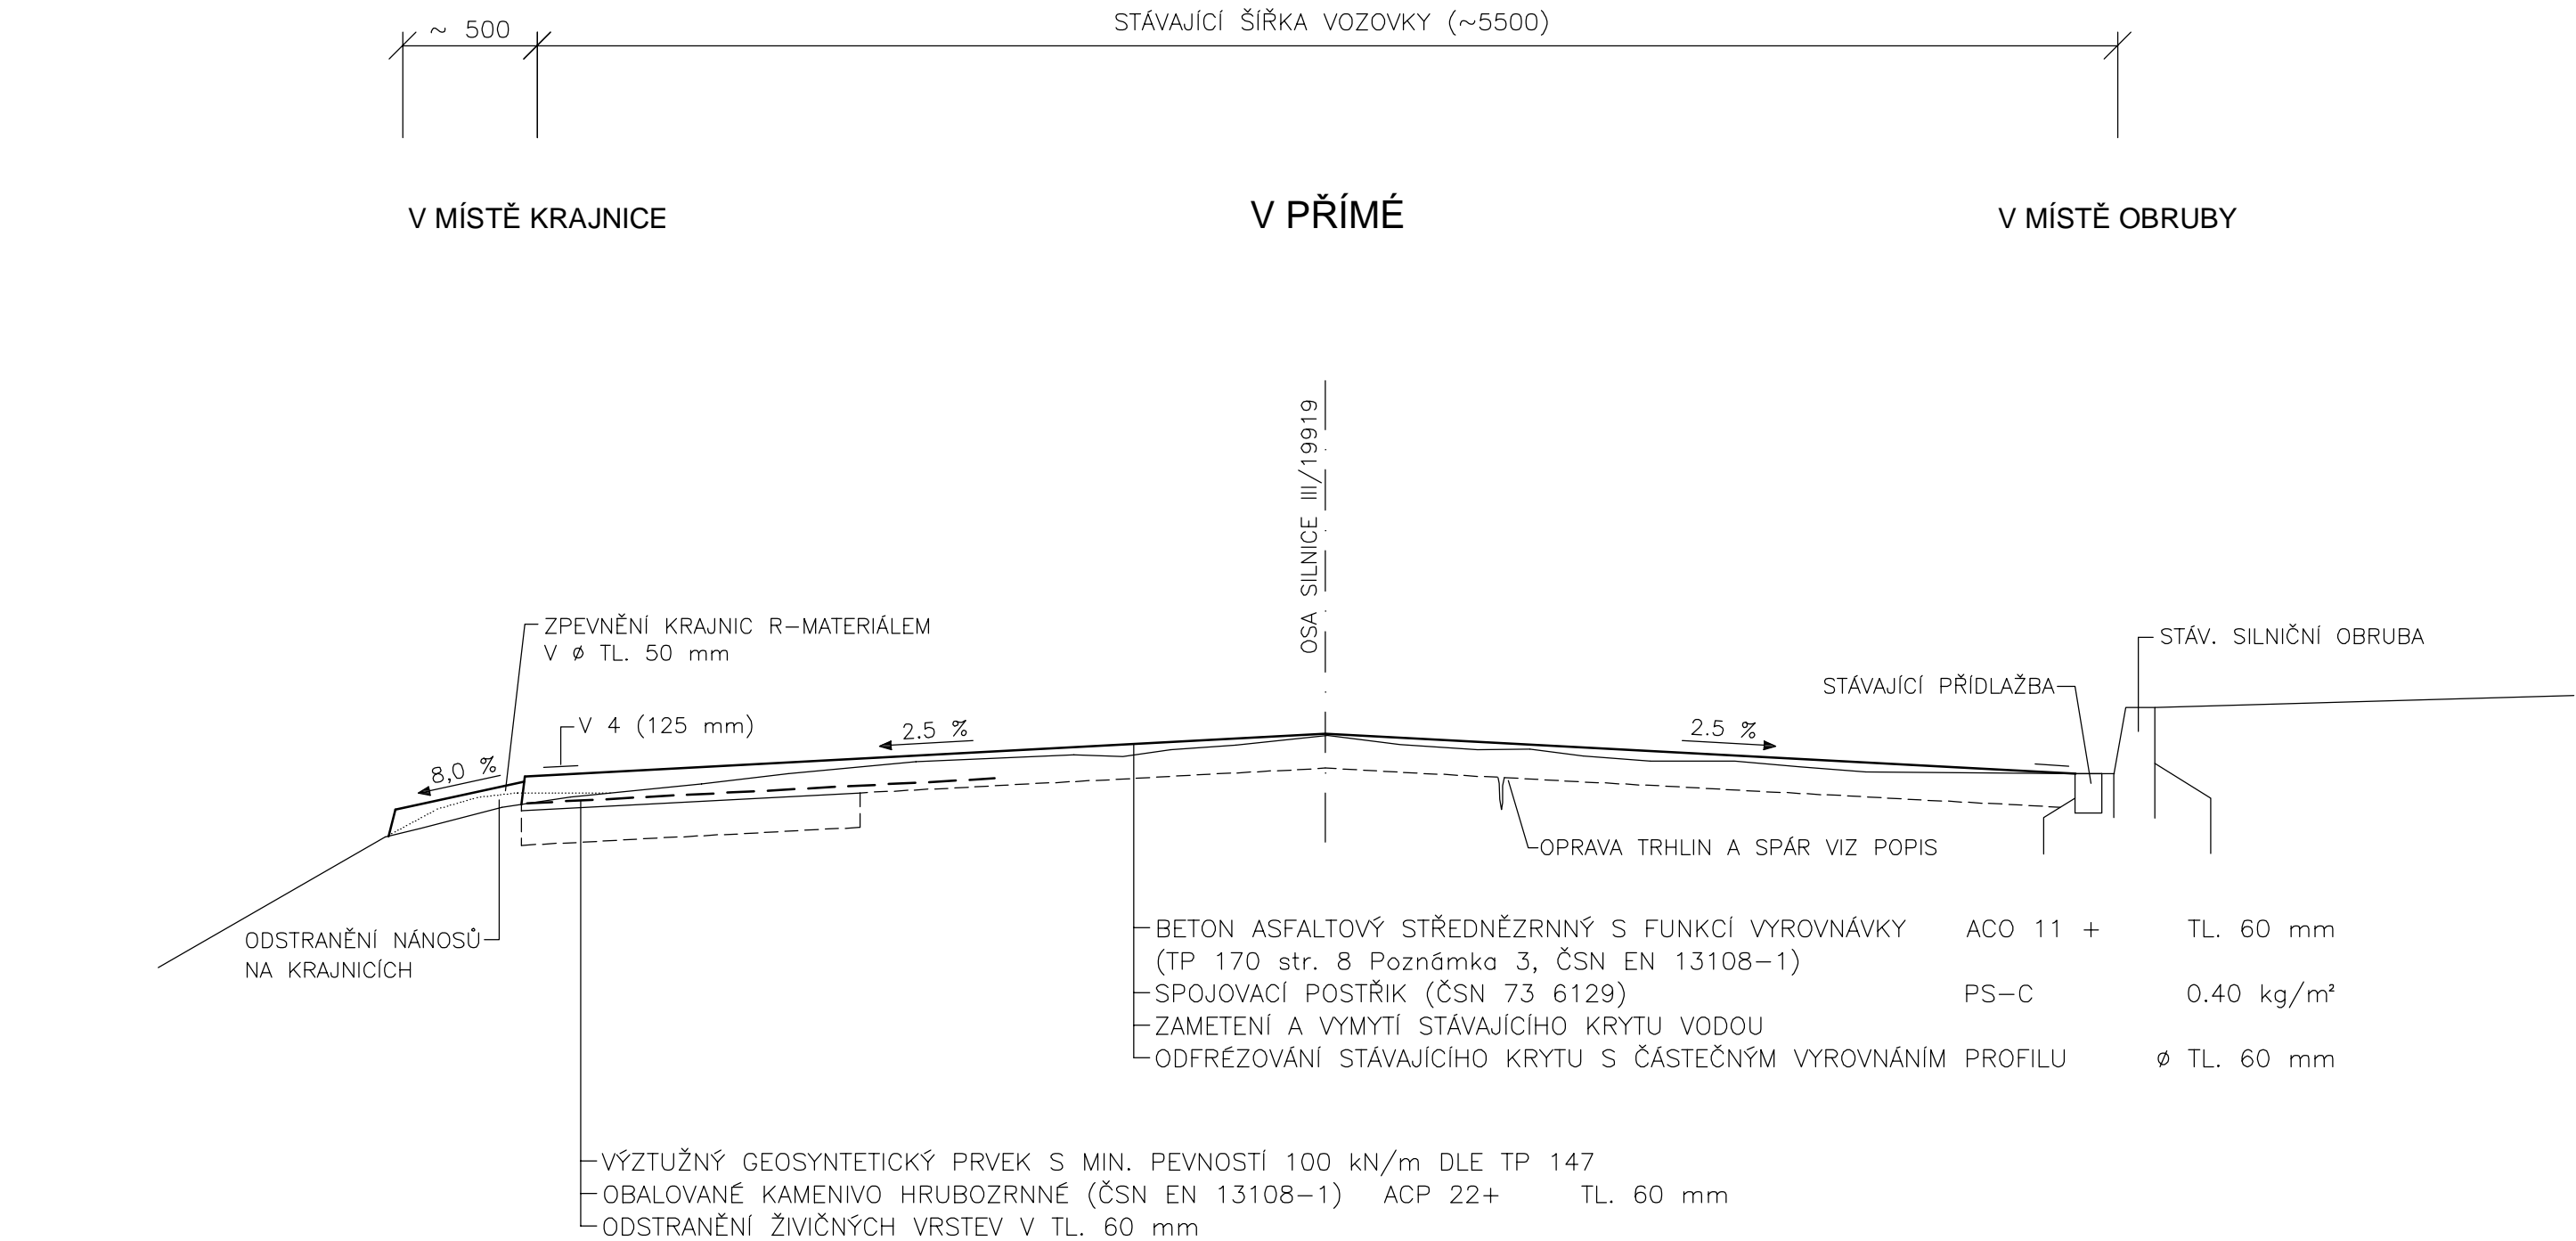 STÁVAJÍCÍ ŠÍŘKA VOZOVKY (~5500)
~ 500
V MÍSTĚ KRAJNICE
V PŘÍMÉ
V MÍSTĚ OBRUBY
OSA SILNICE III/19919
ZPEVNĚNÍ KRAJNIC R-MATERIÁLEM
V ø TL. 50 mm
STÁV. SILNIČNÍ OBRUBA
STÁVAJÍCÍ PŘÍDLAŽBA
V 4 (125 mm)
2.5 %
2.5 %
8,0 %
OPRAVA TRHLIN A SPÁR VIZ POPIS
ODSTRANĚNÍ NÁNOSŮ
NA KRAJNICÍCH
BETON ASFALTOVÝ STŘEDNĚZRNNÝ S FUNKCÍ VYROVNÁVKY ACO 11 + TL. 60 mm
(TP 170 str. 8 Poznámka 3, ČSN EN 13108-1)
SPOJOVACÍ POSTŘIK (ČSN 73 6129) PS-C 0.40 kg/m²
ZAMETENÍ A VYMYTÍ STÁVAJÍCÍHO KRYTU VODOU
ODFRÉZOVÁNÍ STÁVAJÍCÍHO KRYTU S ČÁSTEČNÝM VYROVNÁNÍM PROFILU ø TL. 60 mm
VÝZTUŽNÝ GEOSYNTETICKÝ PRVEK S MIN. PEVNOSTÍ 100 kN/m DLE TP 147
OBALOVANÉ KAMENIVO HRUBOZRNNÉ (ČSN EN 13108-1) ACP 22+ TL. 60 mm
ODSTRANĚNÍ ŽIVIČNÝCH VRSTEV V TL. 60 mm